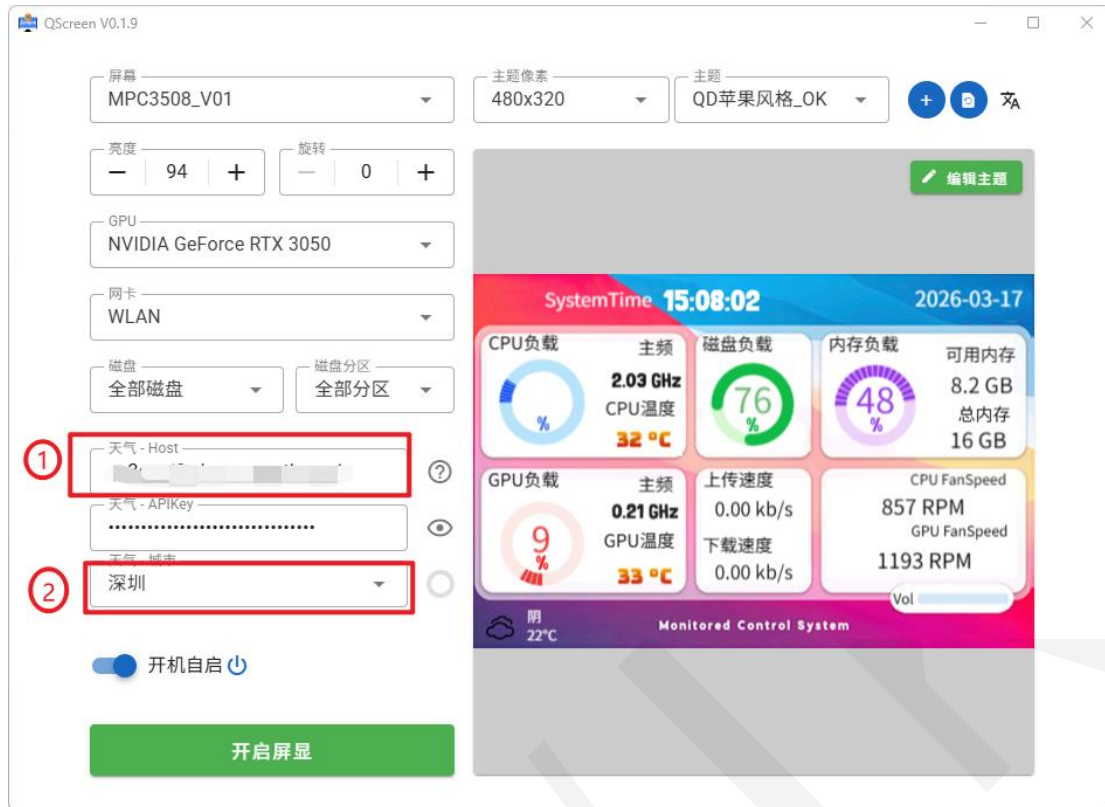 QScreen V0.1.9
屏幕
MPC3508_V01
主题像素
480x320
主题
QD苹果风格_OK
亮度
94
旋转
0
编辑主题
GPU
NVIDIA GeForce RTX 3050
网卡
WLAN
磁盘
全部磁盘
磁盘分区
全部分区
①
天气 - Host
天气 - APIKey
••••••••••••••••••••••••••••••••
②
天气 - 城市
深圳
开机自启
开启屏显
SystemTime 15:08:02
2026-03-17
CPU负载
主频
2.03 GHz
CPU温度
32 °C
%
磁盘负载
76
%
内存负载
48
%
可用内存
8.2 GB
总内存
16 GB
GPU负载
9
%
主频
0.21 GHz
GPU温度
33 °C
上传速度
0.00 kb/s
下载速度
0.00 kb/s
CPU FanSpeed
857 RPM
GPU FanSpeed
1193 RPM
Vol
阴
22°C
Monitored Control System